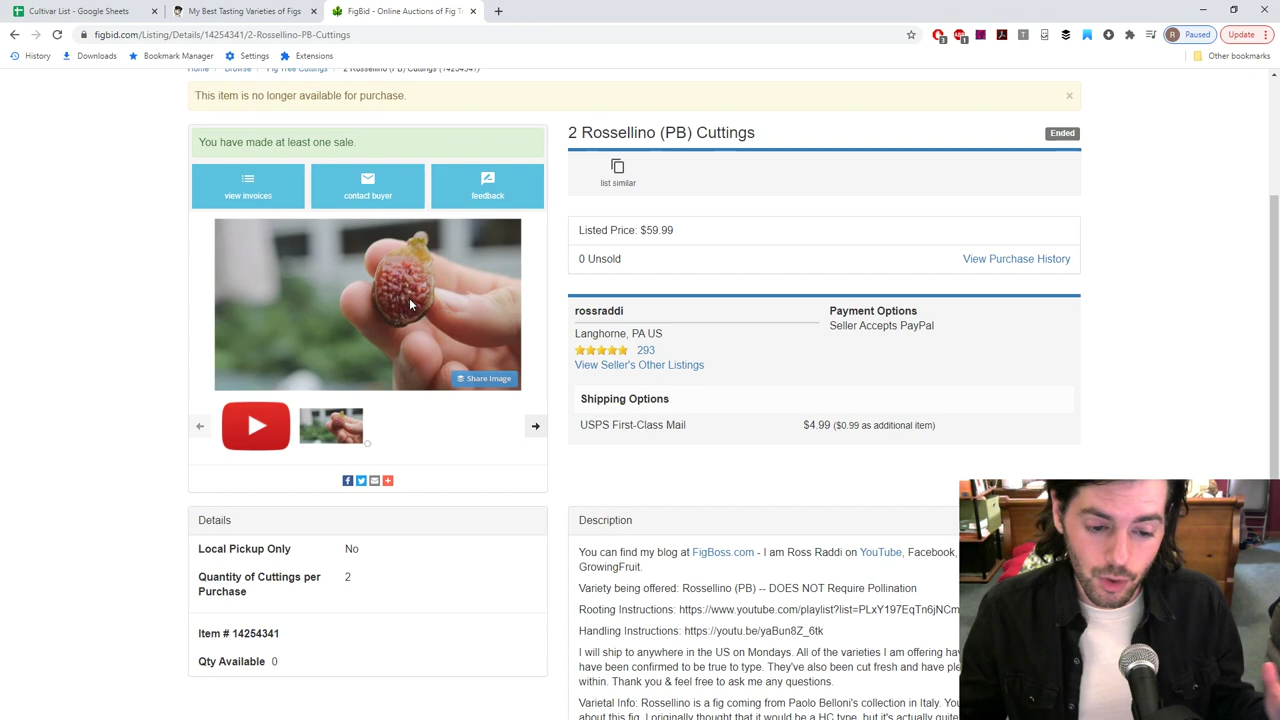 Cultivar List - Google Sheets
My Best Tasting Varieties of Figs
FigBid - Online Auctions of Fig T
figbid.com/Listing/Details/14254341/2-Rossellino-PB-Cuttings
Paused
Update
History
Downloads
Bookmark Manager
Settings
Extensions
Other bookmarks
Home
Browse
Fig Tree Cuttings
2 Rossellino (PB) Cuttings (14254341)
This item is no longer available for purchase.
You have made at least one sale.
view invoices
contact buyer
feedback
Share Image
Details
Local Pickup Only No
Quantity of Cuttings per Purchase 2
Item # 14254341
Qty Available 0
2 Rossellino (PB) Cuttings
Ended
list similar
Listed Price: $59.99
0 Unsold
View Purchase History
rossraddi
Langhorne, PA US
293
View Seller's Other Listings
Payment Options
Seller Accepts PayPal
Shipping Options
USPS First-Class Mail $4.99 ($0.99 as additional item)
Description
You can find my blog at FigBoss.com - I am Ross Raddi on YouTube, Facebook,
GrowingFruit.
Variety being offered: Rossellino (PB) -- DOES NOT Require Pollination
Rooting Instructions: https://www.youtube.com/playlist?list=PLxY197EqTn6jNCm
Handling Instructions: https://youtu.be/yaBun8Z_6tk
I will ship to anywhere in the US on Mondays. All of the varieties I am offering hav
have been confirmed to be true to type. They've also been cut fresh and have ple
within. Thank you & feel free to ask me any questions.
Varietal Info: Rossellino is a fig coming from Paolo Belloni's collection in Italy. You
about this fig. I originally thought that it would be a HC type, but it's actually quite